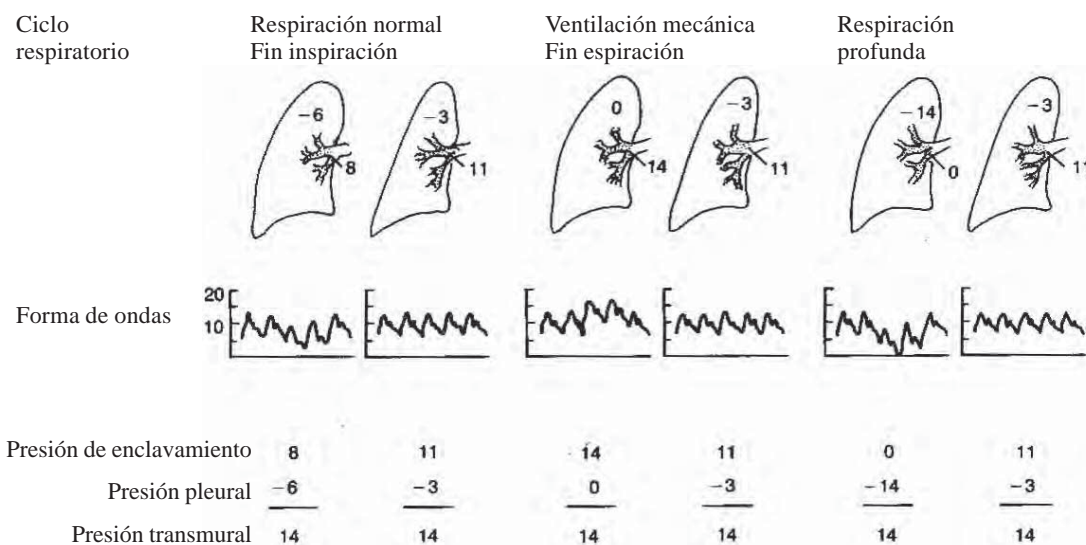 Ciclo respiratorio
Respiración normal
Fin inspiración
Ventilación mecánica
Fin espiración
Respiración profunda
−6
8
−3
11
0
14
−3
11
−14
0
−3
11
Forma de ondas
20
10
Presión de enclavamiento 8 11 14 11 0 11
Presión pleural −6 −3 0 −3 −14 −3
Presión transmural 14 14 14 14 14 14